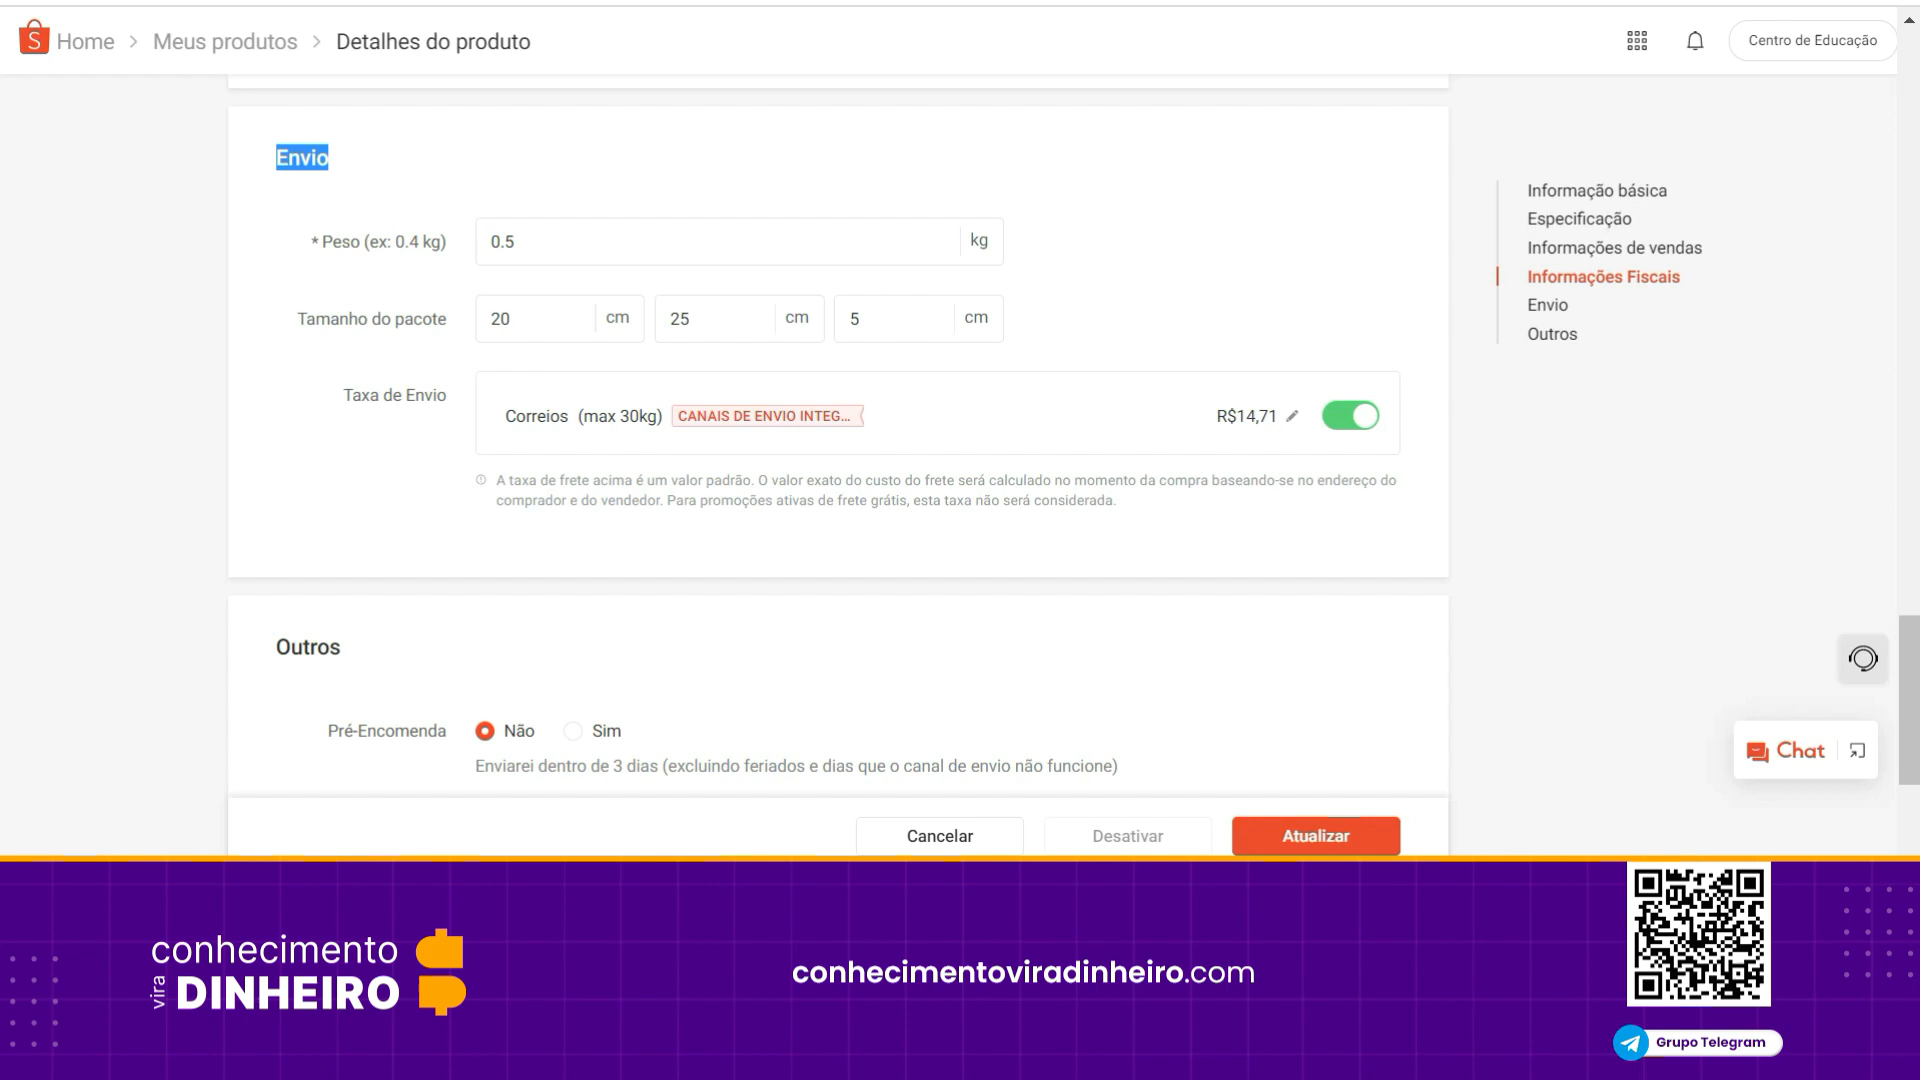 Home > Meus produtos > Detalhes do produto
Centro de Educação
Envio
* Peso (ex: 0.4 kg)
0.5
kg
Tamanho do pacote
20 cm
25 cm
5 cm
Taxa de Envio
Correios (max 30kg)
CANAIS DE ENVIO INTEG...
R$14,71
A taxa de frete acima é um valor padrão. O valor exato do custo do frete será calculado no momento da compra baseando-se no endereço do
comprador e do vendedor. Para promoções ativas de frete grátis, esta taxa não será considerada.
Informação básica
Especificação
Informações de vendas
Informações Fiscais
Envio
Outros
Outros
Pré-Encomenda
Não
Sim
Enviarei dentro de 3 dias (excluindo feriados e dias que o canal de envio não funcione)
Chat
Cancelar
Desativar
Atualizar
conhecimento
vira DINHEIRO
conhecimentoviradinheiro.com
Grupo Telegram